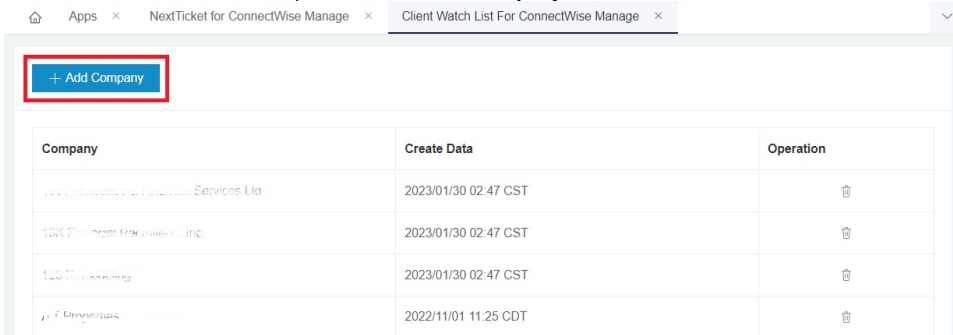 Apps × NextTicket for ConnectWise Manage × Client Watch List For ConnectWise Manage ×
+ Add Company
Company Create Data Operation
Services Ltd 2023/01/30 02:47 CST
Inc. 2023/01/30 02:47 CST
2023/01/30 02:47 CST
Properties 2022/11/01 11:25 CDT